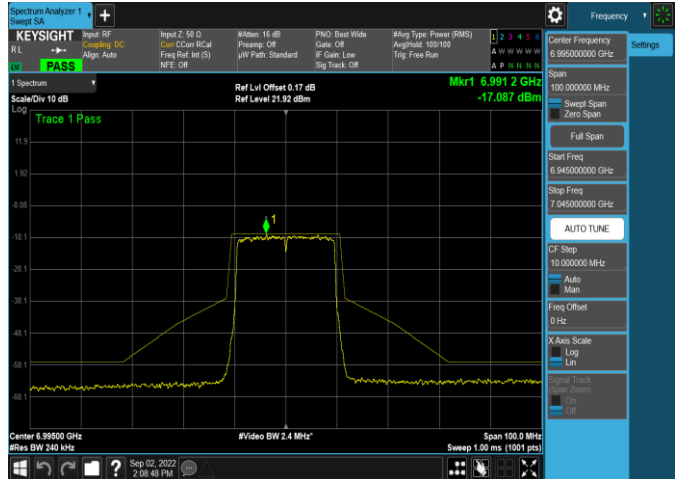 Spectrum Analyzer 1
Swept SA
Frequency
KEYSIGHT
RL
PASS
Input: RF
Coupling: DC
Align: Auto
Input Z: 50 Ω
Corr CCorr RCal
Freq Ref: Int (S)
NFE: Off
#Atten: 16 dB
Preamp: Off
µW Path: Standard
PNO: Best Wide
Gate: Off
IF Gain: Low
Sig Track: Off
#Avg Type: Power (RMS)
Avg|Hold: 100/100
Trig: Free Run
1 2 3 4 5 6
A W W W W W
A P N N N N
1 Spectrum
Scale/Div 10 dB
Log
Ref Lvl Offset 0.17 dB
Ref Level 21.92 dBm
Mkr1 6.991 2 GHz
-17.087 dBm
Trace 1 Pass
11.9
1.92
-8.08
-18.1
-28.1
-38.1
-48.1
-58.1
-68.1
1
Center 6.99500 GHz
#Res BW 240 kHz
#Video BW 2.4 MHz*
Span 100.0 MHz
Sweep 1.00 ms (1001 pts)
Sep 02, 2022
2:08:48 PM
Center Frequency
6.995000000 GHz
Settings
Span
100.000000 MHz
Swept Span
Zero Span
Full Span
Start Freq
6.945000000 GHz
Stop Freq
7.045000000 GHz
AUTO TUNE
CF Step
10.000000 MHz
Auto
Man
Freq Offset
0 Hz
X Axis Scale
Log
Lin
Signal Track
(Span Zoom)
On
Off